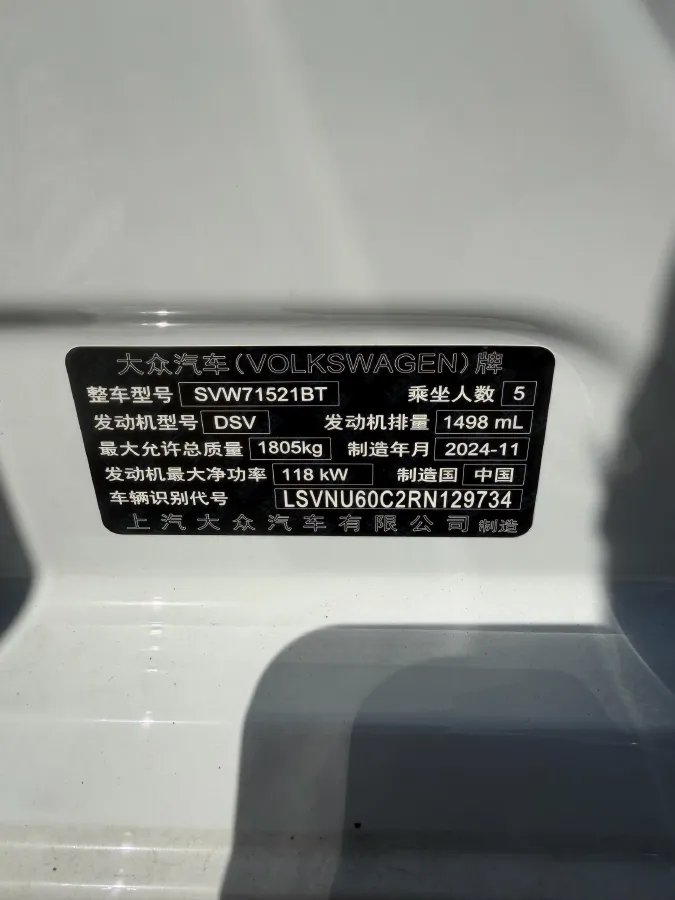 大众汽车(VOLKSWAGEN)牌
整车型号 SVW71521BT 乘坐人数 5
发动机型号 DSV 发动机排量 1498 mL
最大允许总质量 1805kg 制造年月 2024-11
发动机最大净功率 118 kW 制造国 中国
车辆识别代号 LSVNU60C2RN129734
上汽大众汽车有限公司 制造